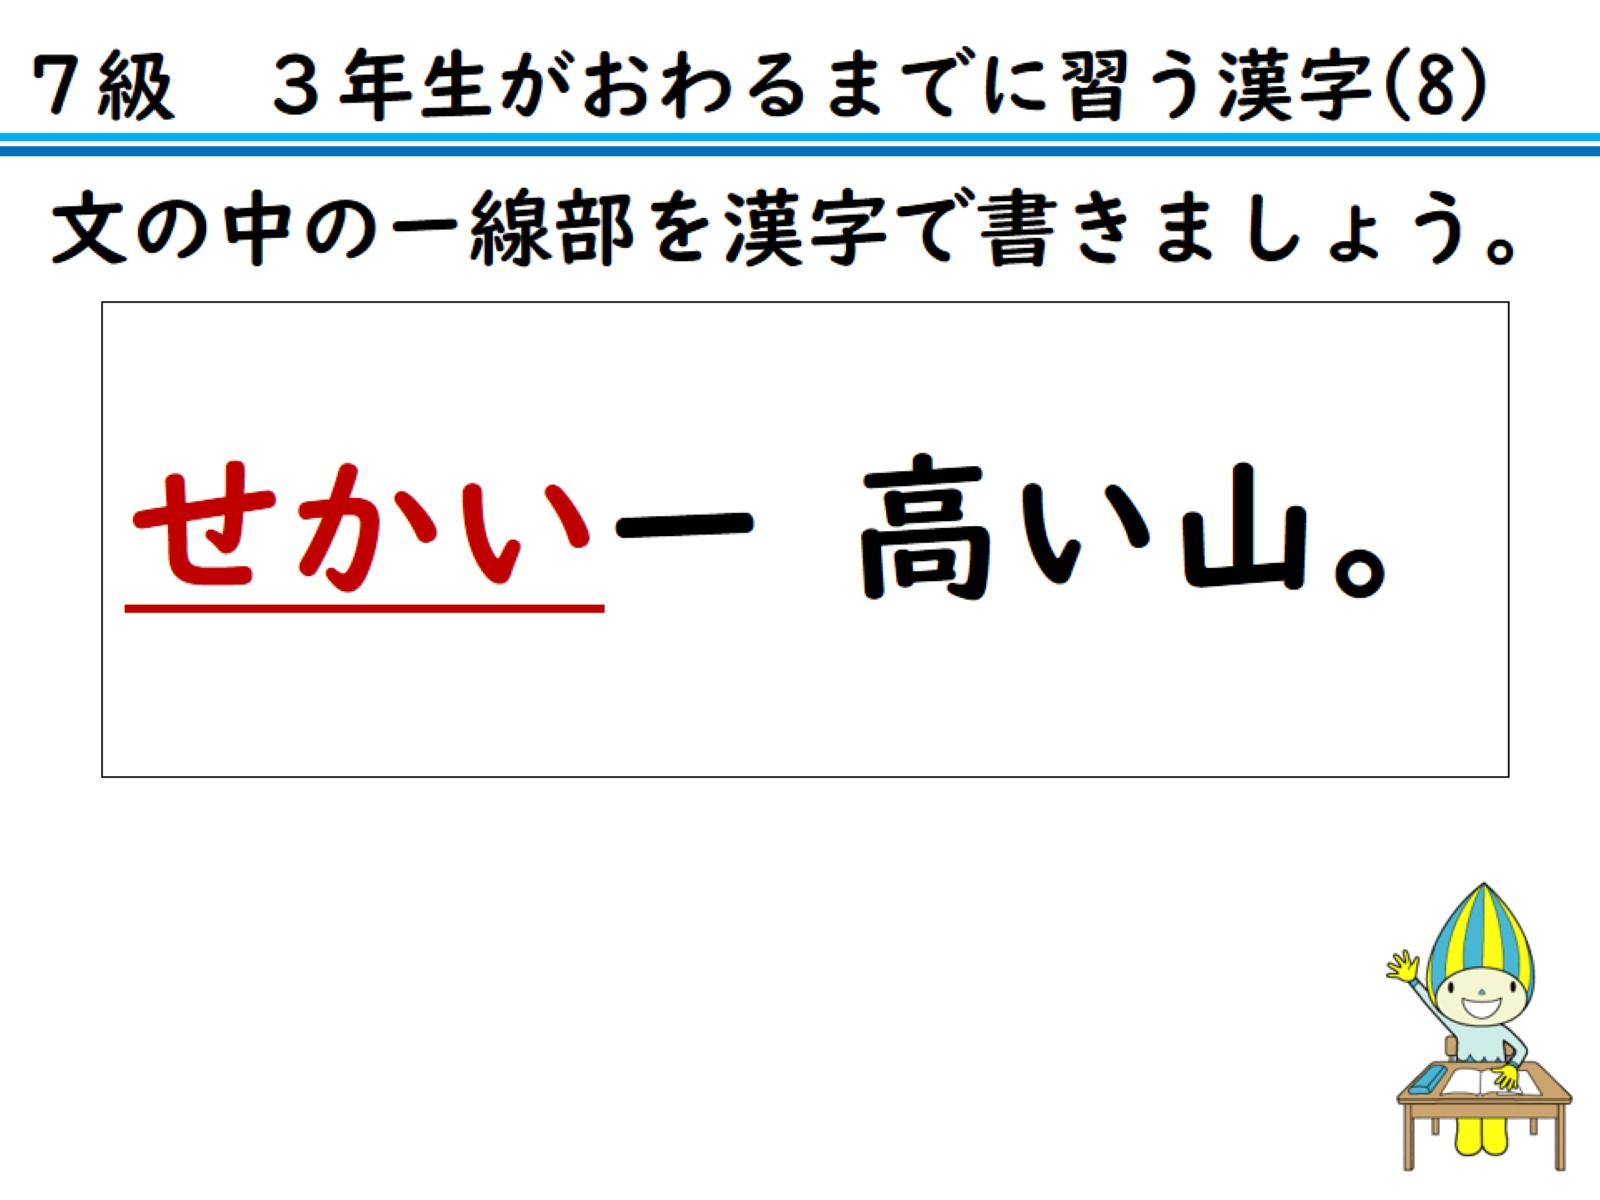 ７級　３年生がおわるまでに習う漢字(8)
文の中の―線部を漢字で書きましょう。
せかい一 高い山。